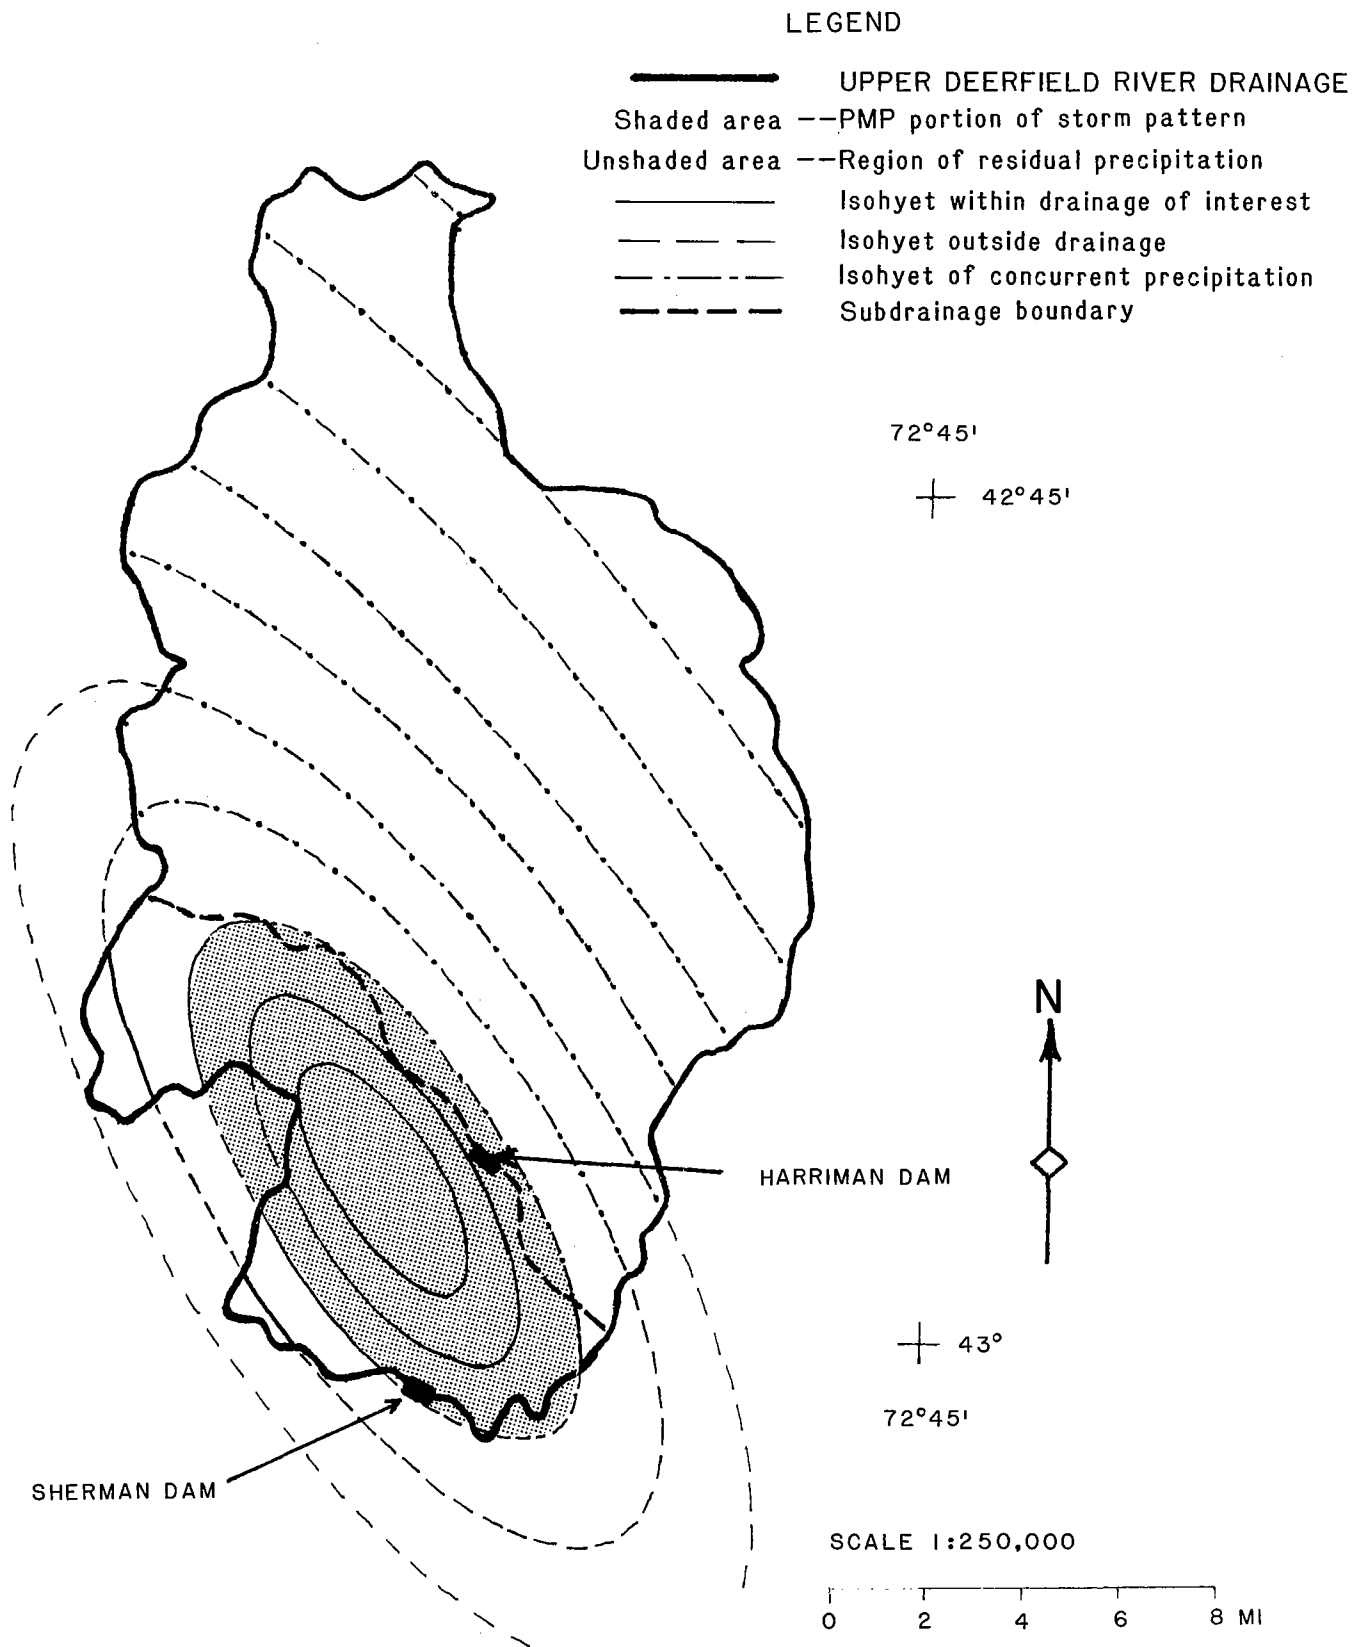 LEGEND
UPPER DEERFIELD RIVER DRAINAGE
Shaded area --PMP portion of storm pattern
Unshaded area --Region of residual precipitation
Isohyet within drainage of interest
Isohyet outside drainage
Isohyet of concurrent precipitation
Subdrainage boundary
72°45'
42°45'
N
HARRIMAN DAM
43°
72°45'
SHERMAN DAM
SCALE 1:250,000
0 2 4 6 8 MI